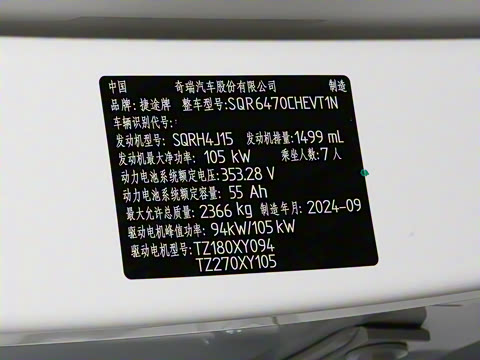 中国 奇瑞汽车股份有限公司 制造
品牌: 捷途牌 整车型号:SQR6470CHEVT1N
车辆识别代号:
发动机型号: SQRH4J15 发动机排量:1499 mL
发动机最大净功率: 105 kW 乘坐人数:7 人
动力电池系统额定电压:353.28 V
动力电池系统额定容量: 55 Ah
最大允许总质量: 2366 kg 制造年月: 2024-09
驱动电机峰值功率: 94kW/105 kW
驱动电机型号:TZ180XY094
TZ270XY105